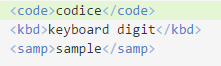 <code>codice</code>
<kbd>keyboard digit</kbd>
<samp>sample</samp>